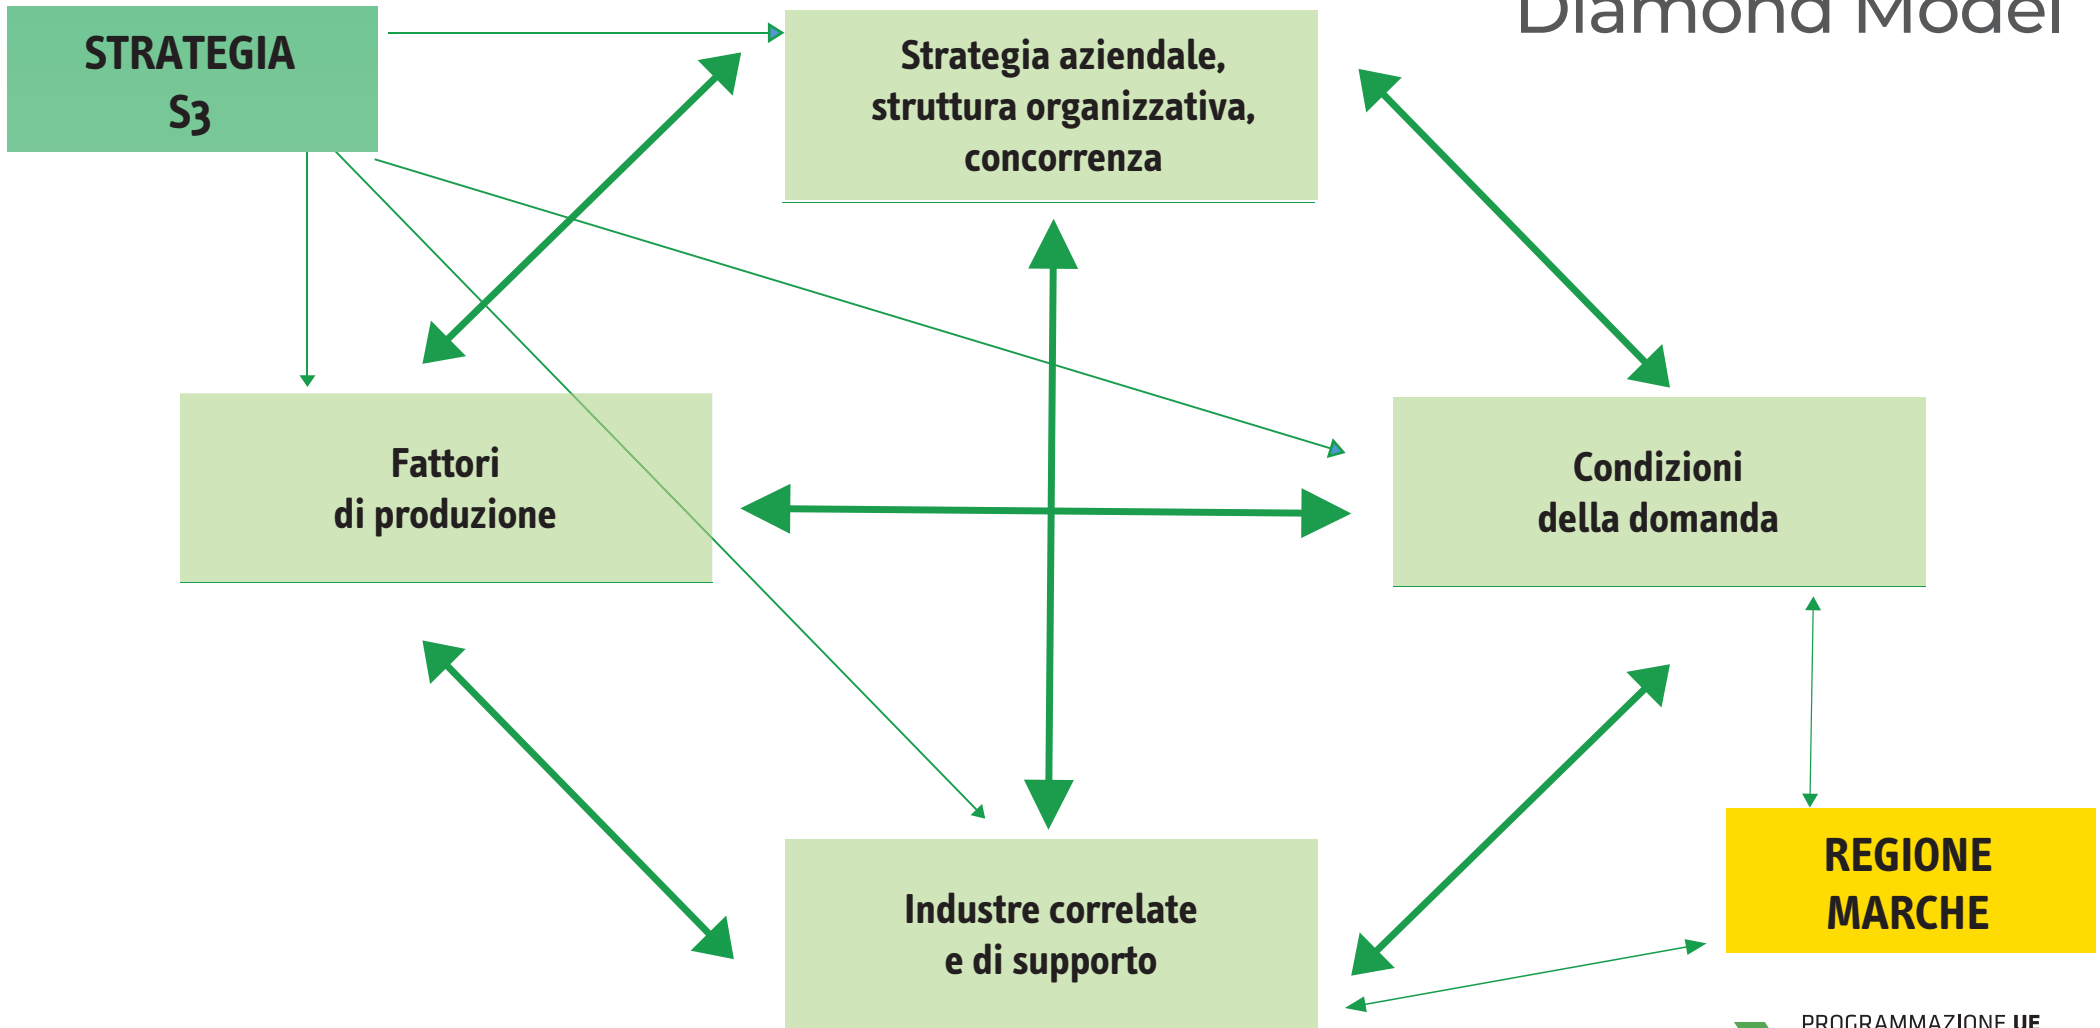 Diamond Model
STRATEGIA
S3
Strategia aziendale,
struttura organizzativa,
concorrenza
Fattori
di produzione
Condizioni
della domanda
Industre correlate
e di supporto
REGIONE
MARCHE
PROGRAMMAZIONE UE